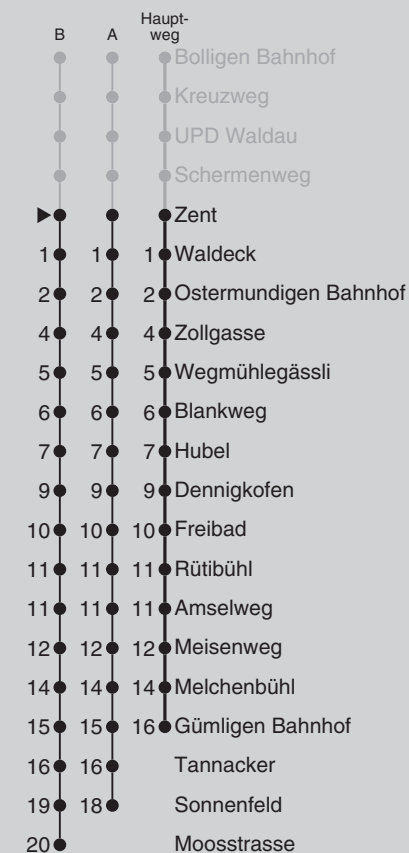 Haupt-
B A weg
Bolligen Bahnhof
Kreuzweg
UPD Waldau
Schermenweg
Zent
1 1 1 Waldeck
2 2 2 Ostermundigen Bahnhof
4 4 4 Zollgasse
5 5 5 Wegmühlegässli
6 6 6 Blankweg
7 7 7 Hubel
9 9 9 Dennigkofen
10 10 10 Freibad
11 11 11 Rütibühl
11 11 11 Amselweg
12 12 12 Meisenweg
14 14 14 Melchenbühl
15 15 16 Gümligen Bahnhof
16 16 Tannacker
19 18 Sonnenfeld
20 Moosstrasse